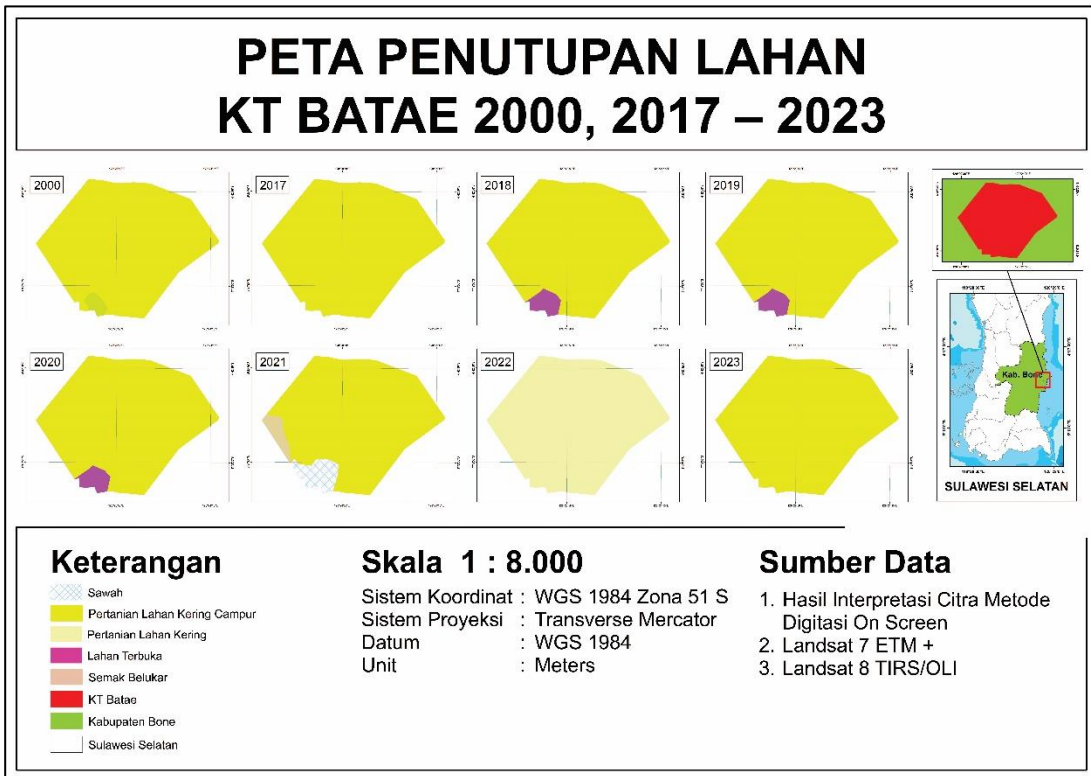 PETA PENUTUPAN LAHAN
KT BATAE 2000, 2017 – 2023
2000
2017
2018
2019
2020
2021
2022
2023
Kab. Bone
SULAWESI SELATAN
Keterangan
Sawah
Pertanian Lahan Kering Campur
Pertanian Lahan Kering
Lahan Terbuka
Semak Belukar
KT Batae
Kabupaten Bone
Sulawesi Selatan
Skala 1 : 8.000
Sistem Koordinat : WGS 1984 Zona 51 S
Sistem Proyeksi : Transverse Mercator
Datum : WGS 1984
Unit : Meters
Sumber Data
1. Hasil Interpretasi Citra Metode
Digitasi On Screen
2. Landsat 7 ETM +
3. Landsat 8 TIRS/OLI